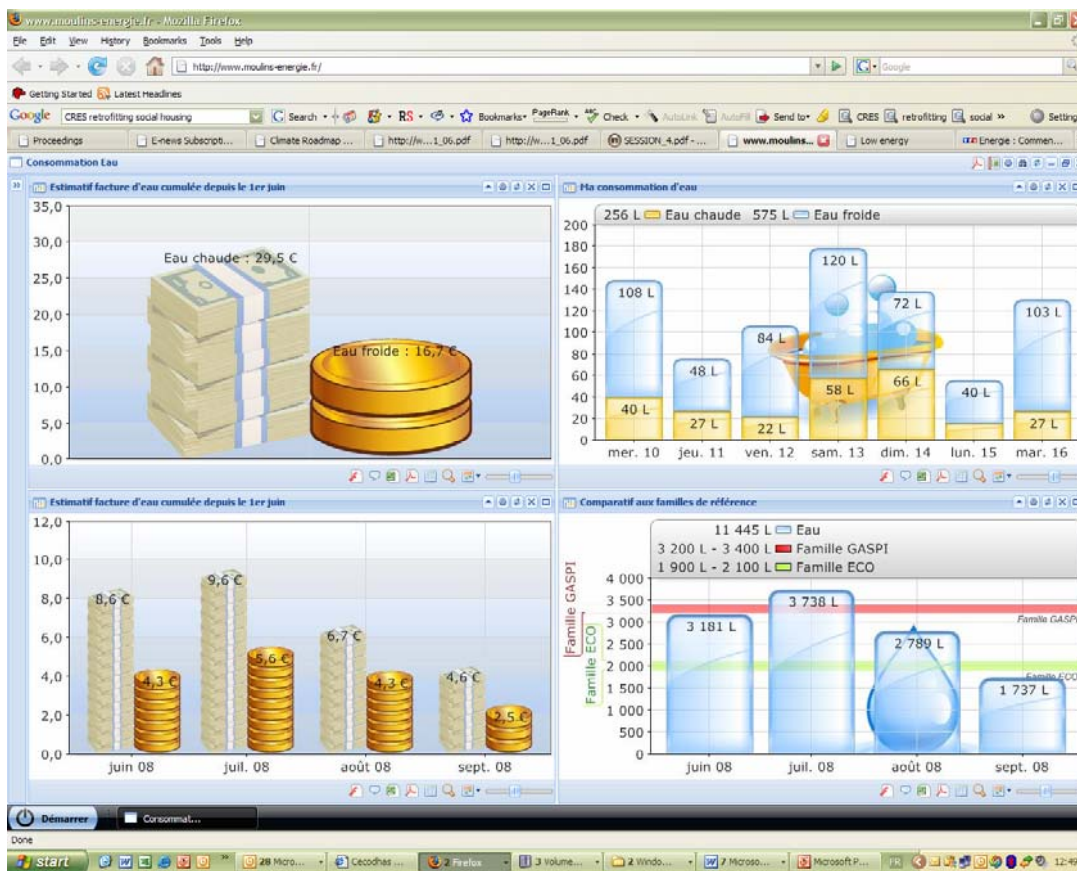 www.moulins-energie.fr - Mozilla Firefox
File Edit View History Bookmarks Tools Help
http://www.moulins-energie.fr/
Google
Getting Started Latest Headlines
Google CRES retrofitting social housing Search RS Bookmarks PageRank Check AutoLink AutoFill Send to CRES retrofitting social » Setting
Proceedings E-news Subscripti... Climate Roadmap ... http://w...1_06.pdf http://w...1_06.pdf SESSION_4.pdf - ... www.moulins... Low energy Energie : Commen...
Consommation Eau
Estimatif facture d'eau cumulée depuis le 1er juin
35,0
30,0
25,0
20,0
15,0
10,0
5,0
0,0
Eau chaude : 29,5 €
Eau froide : 16,7 €
Ma consommation d'eau
256 L Eau chaude 575 L Eau froide
200
180
160
140
120
100
80
60
40
20
0
108 L 48 L 84 L 120 L 72 L 40 L 103 L
40 L 27 L 22 L 58 L 66 L 27 L
mer. 10 jeu. 11 ven. 12 sam. 13 dim. 14 lun. 15 mar. 16
Estimatif facture d'eau cumulée depuis le 1er juin
12,0
10,0
8,0
6,0
4,0
2,0
0,0
8,6 € 9,6 € 6,7 € 4,6 €
4,3 € 5,6 € 4,3 € 2,5 €
juin 08 juil. 08 août 08 sept. 08
Comparatif aux familles de référence
11 445 L Eau
3 200 L - 3 400 L Famille GASPI
1 900 L - 2 100 L Famille ECO
Famille GASPI
Famille ECO
4 000
3 500
3 000
2 500
2 000
1 500
1 000
500
0
3 181 L 3 738 L 2 789 L 1 737 L
Famille GASPI
Famille ECO
juin 08 juil. 08 août 08 sept. 08
Démarrer Consommat...
Done
start » 28 Micro... Cecodhas ... 2 Firefox 3 Volume... 2 Windo... 7 Microso... Microsoft P... FR 12:49